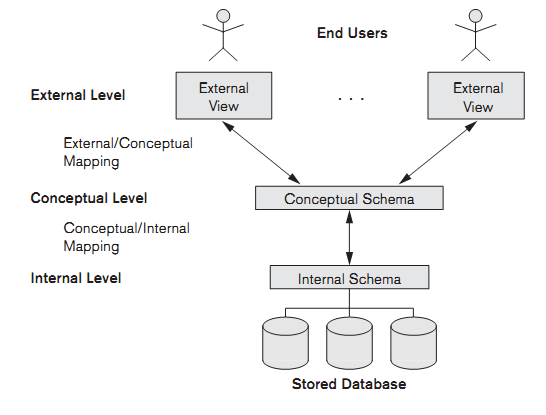 End Users
External Level
External
View
. . .
External
View
External/Conceptual
Mapping
Conceptual Level
Conceptual Schema
Conceptual/Internal
Mapping
Internal Level
Internal Schema
Stored Database